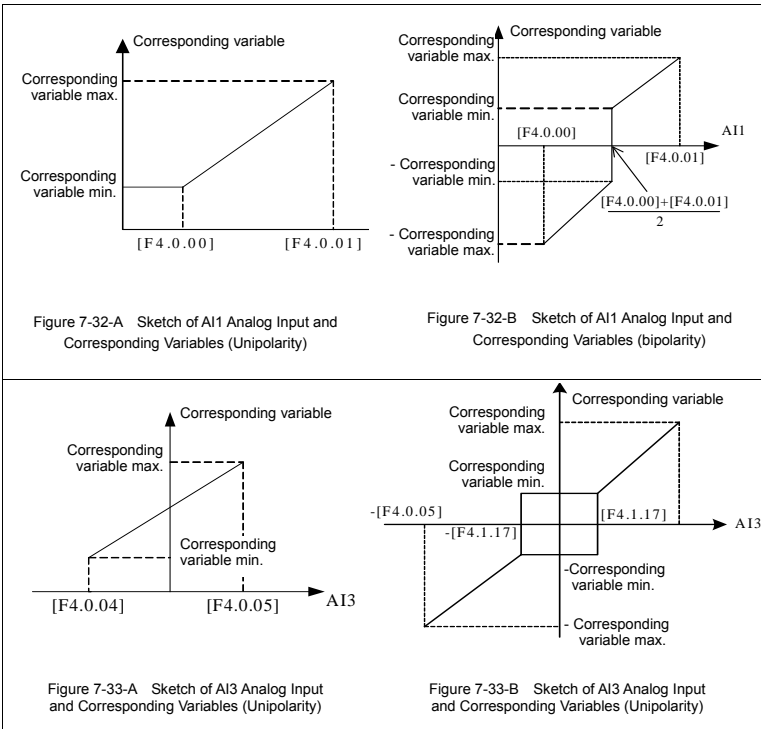 Corresponding variable
Corresponding
variable max.
Corresponding
variable min.
[F4.0.00]
[F4.0.01]
Figure 7-32-A Sketch of AI1 Analog Input and
Corresponding Variables (Unipolarity)
Corresponding variable
Corresponding
variable max.
Corresponding
variable min.
[F4.0.00]
AI1
[F4.0.01]
- Corresponding
variable min.
[F4.0.00]+[F4.0.01]
2
- Corresponding
variable max.
Figure 7-32-B Sketch of AI1 Analog Input and
Corresponding Variables (bipolarity)
Corresponding variable
Corresponding
variable max.
Corresponding
variable min.
[F4.0.04]
[F4.0.05]
AI3
Figure 7-33-A Sketch of AI3 Analog Input
and Corresponding Variables (Unipolarity)
Corresponding variable
Corresponding
variable max.
Corresponding
variable min.
-[F4.0.05]
[F4.1.17]
-[F4.1.17]
AI3
-Corresponding
variable min.
- Corresponding
variable max.
Figure 7-33-B Sketch of AI3 Analog Input
and Corresponding Variables (Unipolarity)